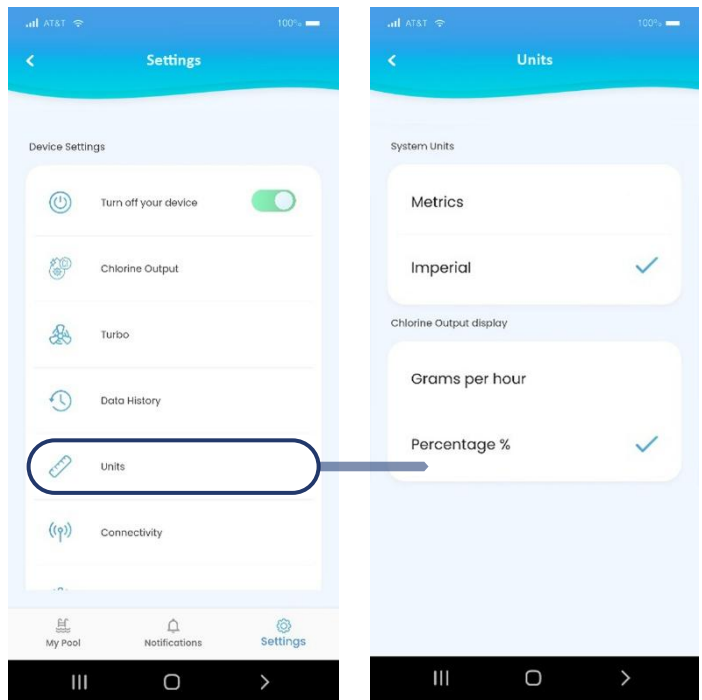 AT&T
100%
Settings
Device Settings
Turn off your device
Chlorine Output
Turbo
Data History
Units
Connectivity
My Pool
Notifications
Settings
AT&T
100%
Units
System Units
Metrics
Imperial
Chlorine Output display
Grams per hour
Percentage %